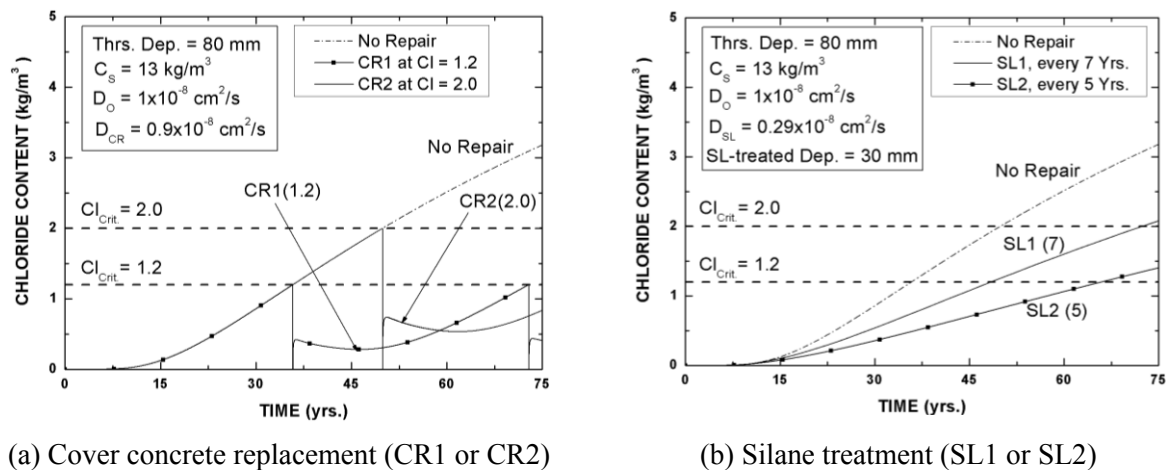 CHLORIDE CONTENT (kg/m³)
5
4
3
2
1
0
Thrs. Dep. = 80 mm
C_S = 13 kg/m³
D_O = 1x10⁻⁸ cm²/s
D_CR = 0.9x10⁻⁸ cm²/s
No Repair
CR1 at Cl = 1.2
CR2 at Cl = 2.0
No Repair
CR1(1.2)
CR2(2.0)
Cl_Crit. = 2.0
Cl_Crit. = 1.2
0 15 30 45 60 75
TIME (yrs.)
(a) Cover concrete replacement (CR1 or CR2)
CHLORIDE CONTENT (kg/m³)
5
4
3
2
1
0
Thrs. Dep. = 80 mm
C_S = 13 kg/m³
D_O = 1x10⁻⁸ cm²/s
D_SL = 0.29x10⁻⁸ cm²/s
SL-treated Dep. = 30 mm
No Repair
SL1, every 7 Yrs.
SL2, every 5 Yrs.
No Repair
Cl_Crit. = 2.0
SL1 (7)
Cl_Crit. = 1.2
SL2 (5)
0 15 30 45 60 75
TIME (yrs.)
(b) Silane treatment (SL1 or SL2)